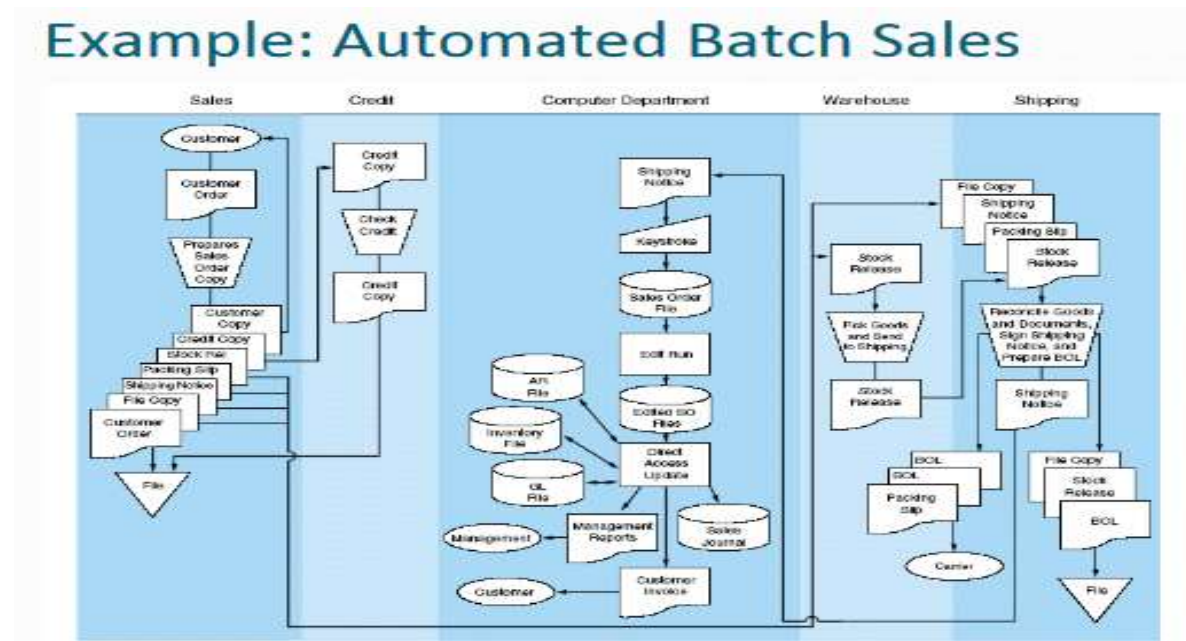 Example: Automated Batch Sales
Sales
Credit
Computer Department
Warehouse
Shipping
Customer
Customer
Order
Prepares
Sales
Order
Copy
Customer
Copy
Credit Copy
Stock Rel
Packing Slip
Shipping Notice
File Copy
Customer
Order
File
Credit
Copy
Check
Credit
Credit
Copy
Shipping
Notice
Keystroke
Sales Order
File
Edit Run
Edited SO
Files
AR
File
Inventory
File
GL
File
Direct
Access
Update
Management
Management
Reports
Sales
Journal
Customer
Customer
Invoice
Stock
Release
Pick Goods
and Send
to Shipping
Stock
Release
File Copy
Shipping
Notice
Packing Slip
Stock
Release
Reconcile Goods
and Documents,
Sign Shipping
Notice, and
Prepare BOL
Shipping
Notice
BOL
BOL
Packing
Slip
Carrier
File Copy
Stock
Release
BOL
File